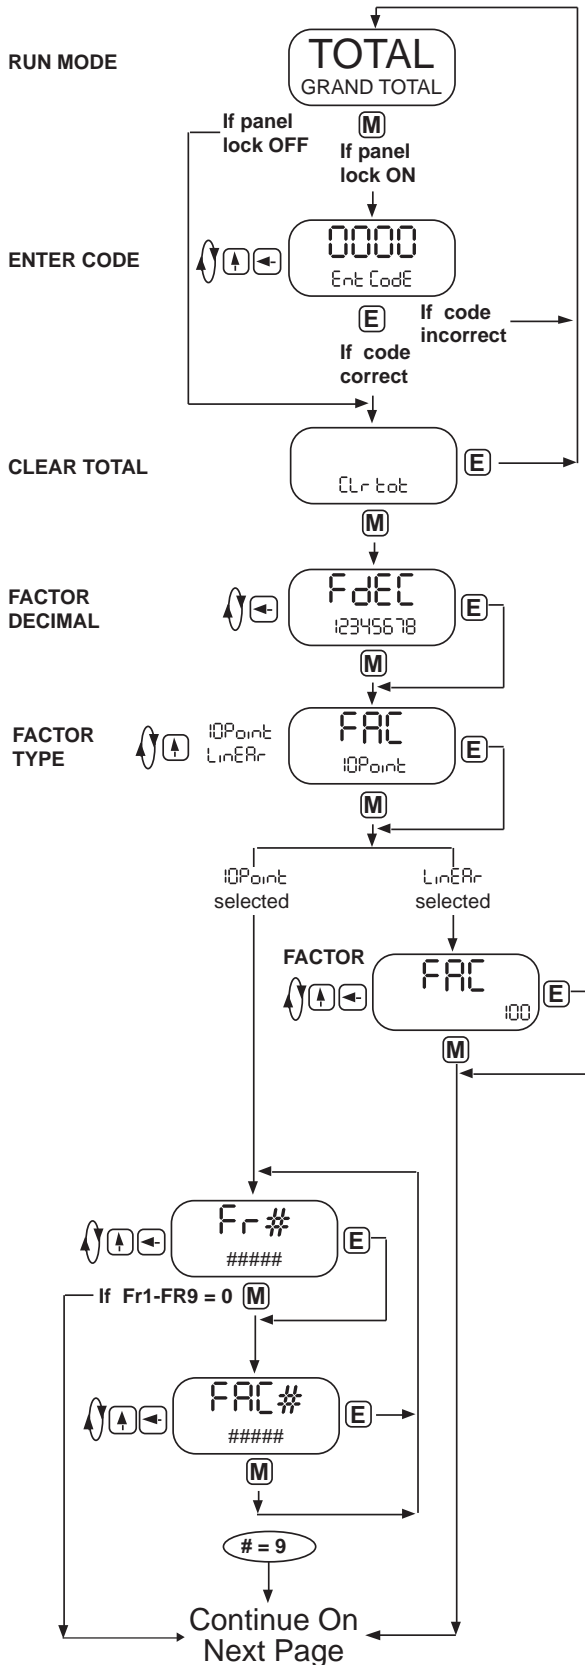 RUN MODE
TOTAL
GRAND TOTAL
M
If panel
lock OFF
If panel
lock ON
ENTER CODE
0000
Ent CodE
E
If code
incorrect
If code
correct
CLEAR TOTAL
CLr tot
E
M
FACTOR
DECIMAL
FdEC
12345678
E
M
FACTOR
TYPE
10Point
LinEAr
FAC
10Point
E
M
10Point
selected
LinEAr
selected
FACTOR
FAC
100
E
M
Fr#
#####
E
If Fr1-FR9 = 0 M
FAC#
#####
E
M
# = 9
Continue On
Next Page